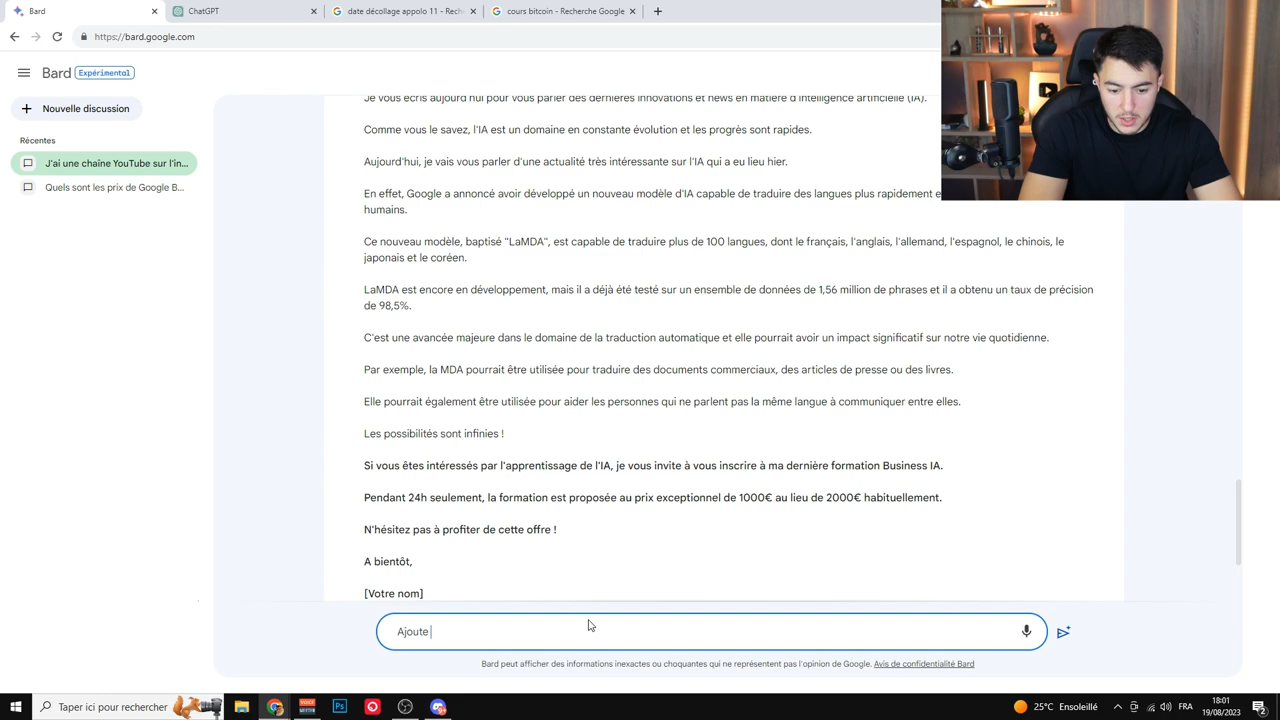 Bard
ChatGPT
date décollage appolo 11 - Rech
cours bitcoin - Recherche Google
https://bard.google.com
Bard Expérimental
Nouvelle discussion
Récentes
J'ai une chaîne YouTube sur l'in...
Quels sont les prix de Google B...
Je vous écris aujourd'hui pour vous parler des dernières innovations et news en matière d'intelligence artificielle (IA).
Comme vous le savez, l'IA est un domaine en constante évolution et les progrès sont rapides.
Aujourd'hui, je vais vous parler d'une actualité très intéressante sur l'IA qui a eu lieu hier.
En effet, Google a annoncé avoir développé un nouveau modèle d'IA capable de traduire des langues plus rapidement e
humains.
Ce nouveau modèle, baptisé "LaMDA", est capable de traduire plus de 100 langues, dont le français, l'anglais, l'allemand, l'espagnol, le chinois, le
japonais et le coréen.
LaMDA est encore en développement, mais il a déjà été testé sur un ensemble de données de 1,56 million de phrases et il a obtenu un taux de précision
de 98,5%.
C'est une avancée majeure dans le domaine de la traduction automatique et elle pourrait avoir un impact significatif sur notre vie quotidienne.
Par exemple, la MDA pourrait être utilisée pour traduire des documents commerciaux, des articles de presse ou des livres.
Elle pourrait également être utilisée pour aider les personnes qui ne parlent pas la même langue à communiquer entre elles.
Les possibilités sont infinies !
Si vous êtes intéressés par l'apprentissage de l'IA, je vous invite à vous inscrire à ma dernière formation Business IA.
Pendant 24h seulement, la formation est proposée au prix exceptionnel de 1000€ au lieu de 2000€ habituellement.
N'hésitez pas à profiter de cette offre !
A bientôt,
[Votre nom]
Ajoute
Bard peut afficher des informations inexactes ou choquantes qui ne représentent pas l'opinion de Google. Avis de confidentialité Bard
Taper ici pour rechercher
Ps
25°C Ensoleillé
FRA
18:01
19/08/2023